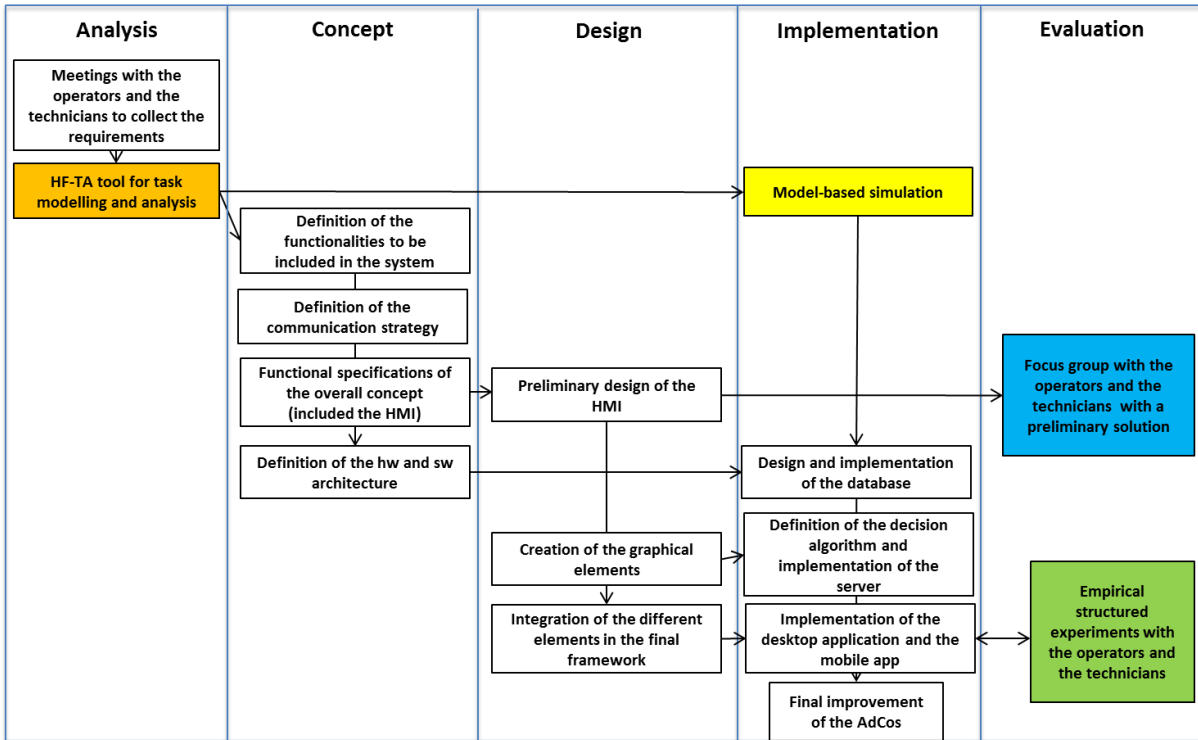 Analysis
Concept
Design
Implementation
Evaluation
Meetings with the
operators and the
technicians to collect the
requirements
HF-TA tool for task
modelling and analysis
Definition of the
functionalities to be
included in the system
Definition of the
communication strategy
Functional specifications
of the overall concept
(included the HMI)
Definition of the hw and sw
architecture
Preliminary design of the
HMI
Creation of the graphical
elements
Integration of the different
elements in the final
framework
Model-based simulation
Design and implementation
of the database
Definition of the decision
algorithm and
implementation of the
server
Implementation of the
desktop application and the
mobile app
Final improvement
of the AdCos
Focus group with the
operators and the
technicians with a
preliminary solution
Empirical
structured
experiments with
the operators and
the technicians